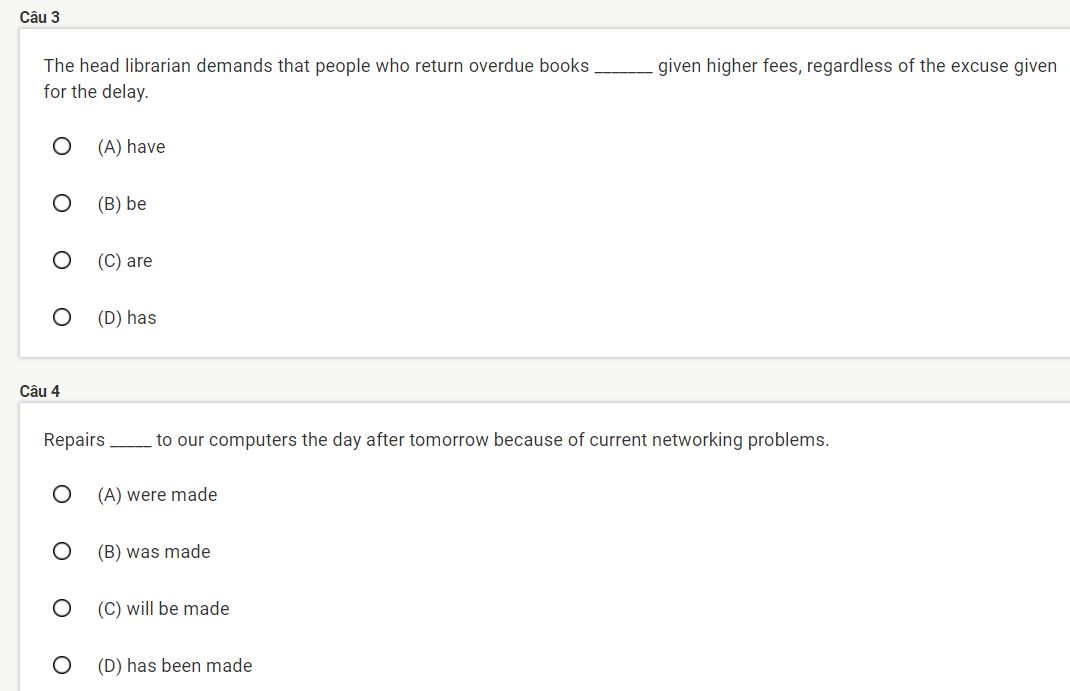 Câu 3
The head librarian demands that people who return overdue books _______ given higher fees, regardless of the excuse given
for the delay.
(A) have
(B) be
(C) are
(D) has
Câu 4
Repairs _____ to our computers the day after tomorrow because of current networking problems.
(A) were made
(B) was made
(C) will be made
(D) has been made